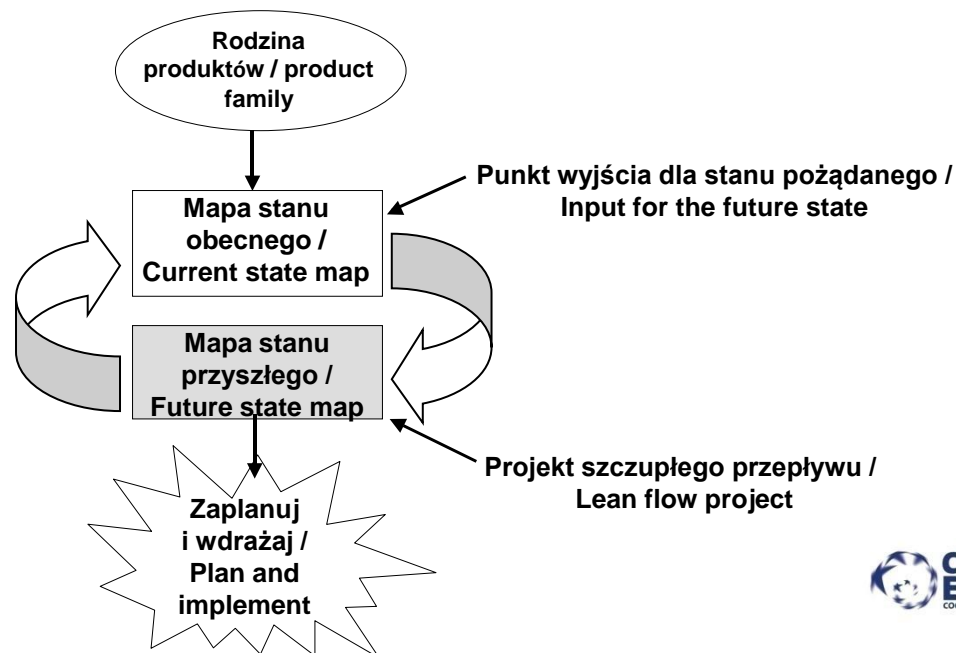 Rodzina
produktów / product
family
Punkt wyjścia dla stanu pożądanego /
Input for the future state
Mapa stanu
obecnego /
Current state map
Mapa stanu
przyszłego /
Future state map
Projekt szczupłego przepływu /
Lean flow project
Zaplanuj
i wdrażaj /
Plan and
implement